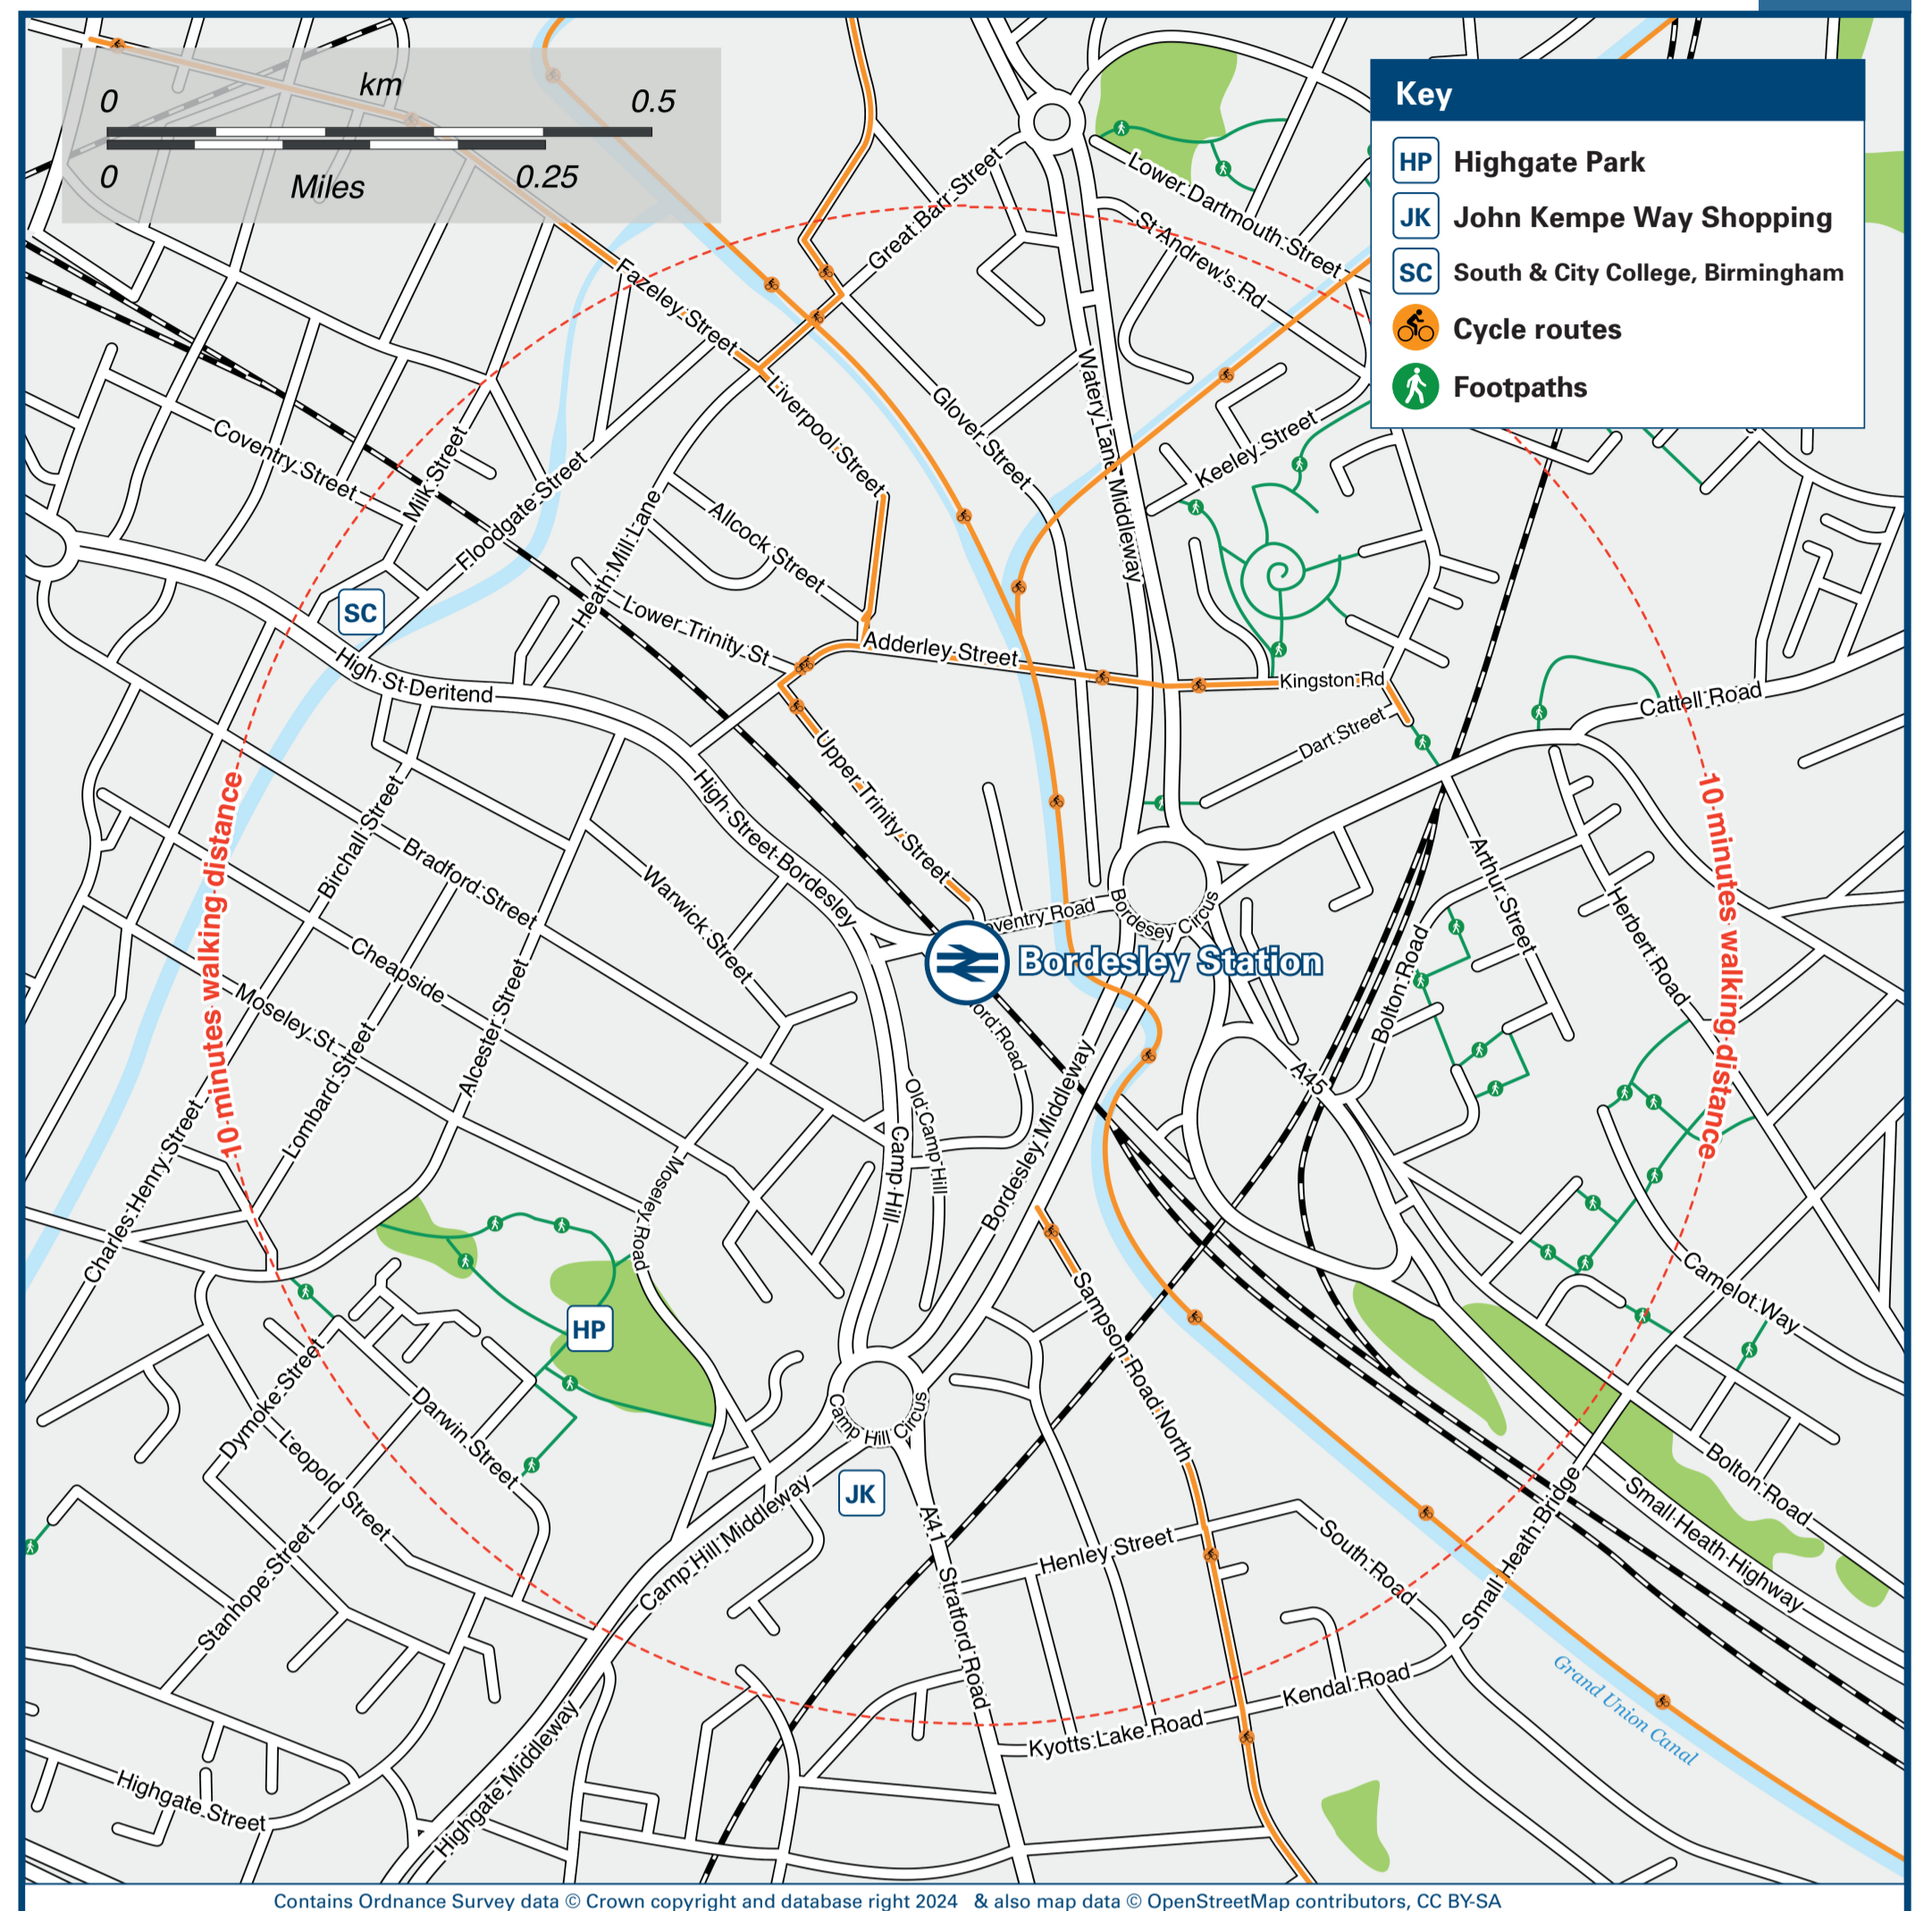 km
0
0.5
0
0.25
Miles
Key
HP
Highgate Park
JK
John Kempe Way Shopping
SC
South & City College, Birmingham
Cycle routes
Footpaths
Great Barr Street
Lower Dartmouth Street
St Andrew's Rd
Fazeley Street
Liverpool Street
Glover Street
Watery Lane Middleway
Keeley Street
Coventry Street
Milk Street
Floodgate Street
Heath Mill Lane
Allcock Street
Lower Trinity St
Adderley Street
Kingston Rd
SC
High St Deritend
Dart Street
Cattell Road
10 minutes walking distance
10 minutes walking distance
Birchall Street
Bradford Street
High Street Bordesley
Upper Trinity Street
Warwick Street
Arthur Street
Herbert Road
Bolton Road
Cheapside
Moseley St
Alcester Street
Lombard Street
Charles Henry Street
oventry Road
Bordesey Circus
Bordesley Station
ord Road
A45
Old Camp Hill
Camp Hill
Bordesley Middleway
Moseley Road
HP
Sampson Road North
Camelot Way
Dymoke Street
Darwin Street
Leopold Street
Stanhope Street
Camp Hill Circus
JK
Camp Hill Middleway
A41 Stratford Road
Henley Street
South Road
Small Heath Bridge
Bolton Road
Small Heath Highway
Kendal Road
Kyotts Lake Road
Grand Union Canal
Highgate Middleway
Highgate Street
Contains Ordnance Survey data © Crown copyright and database right 2024 & also map data © OpenStreetMap contributors, CC BY-SA